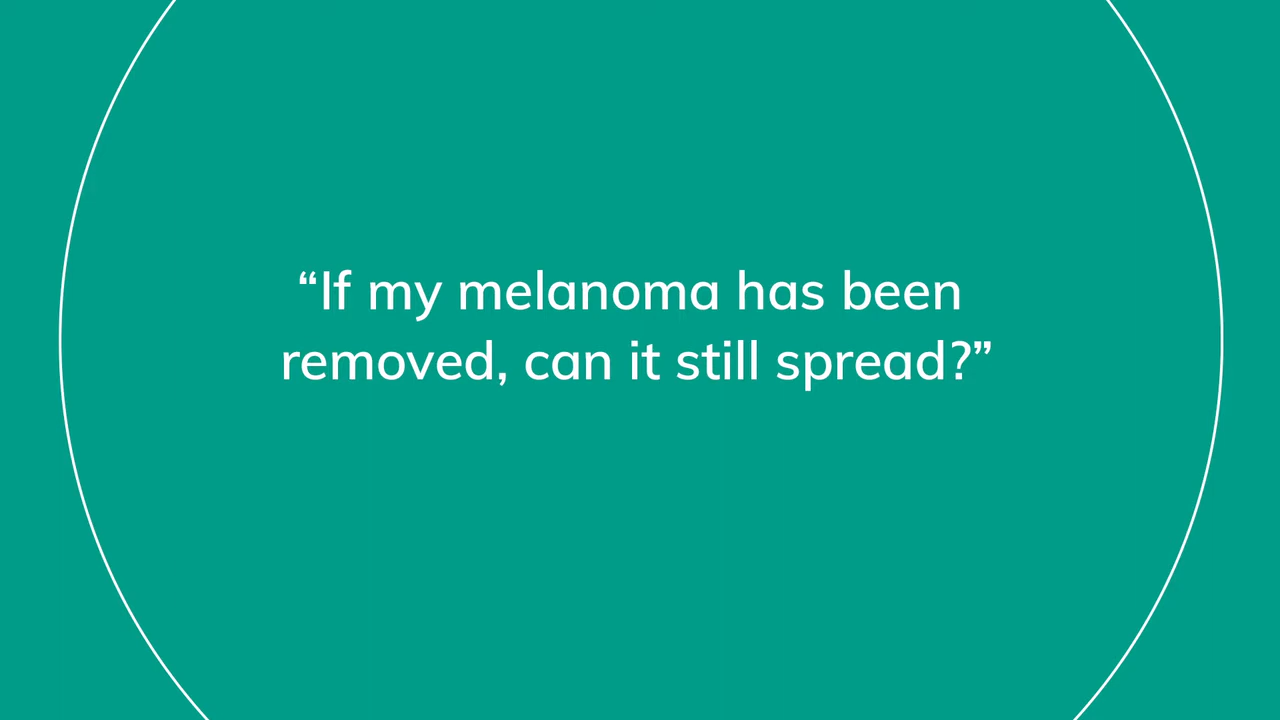 “If my melanoma has been
removed, can it still spread?”